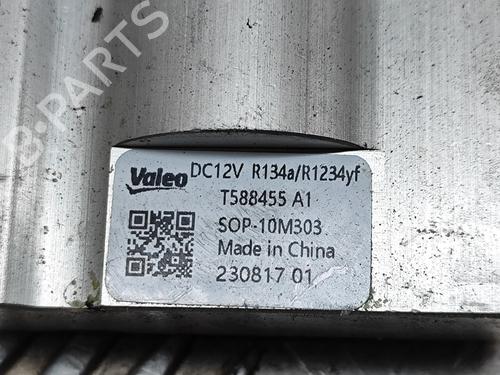 B-PARTS
Valeo DC12V R134a/R1234yf
T588455 A1
SOP-10M303
Made in China
230817 01